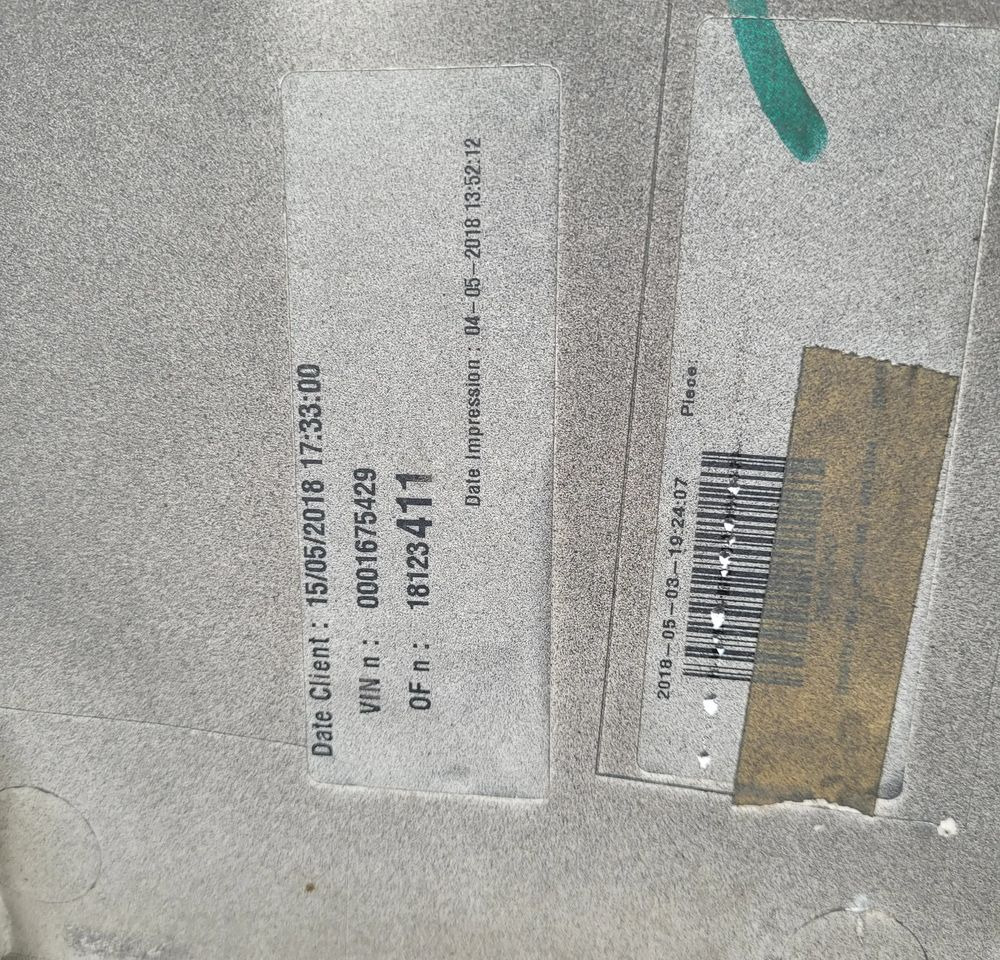 Date Client : 15/05/2018 17:33:00
VIN n : 0001675429
OF n : 18123411
Date Impression : 04-05-2018 13:52:12
2018-05-03-19:24:07 Piece: